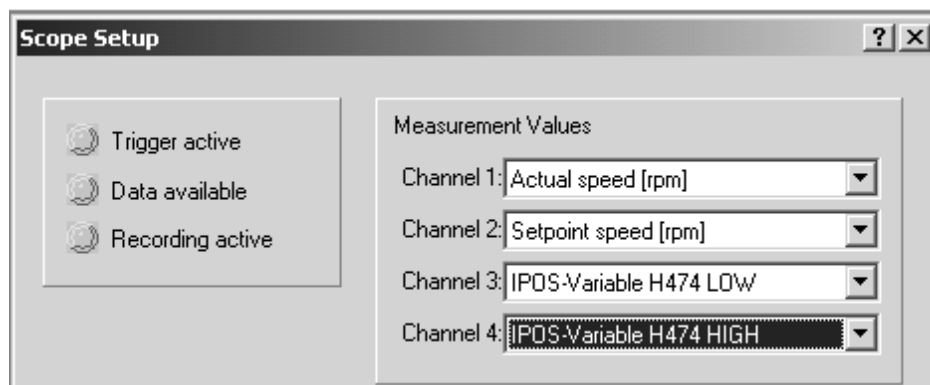 Scope Setup
Trigger active
Data available
Recording active
Measurement Values
Channel 1: Actual speed [rpm]
Channel 2: Setpoint speed [rpm]
Channel 3: IPOS-Variable H474 LOW
Channel 4: IPOS-Variable H474 HIGH